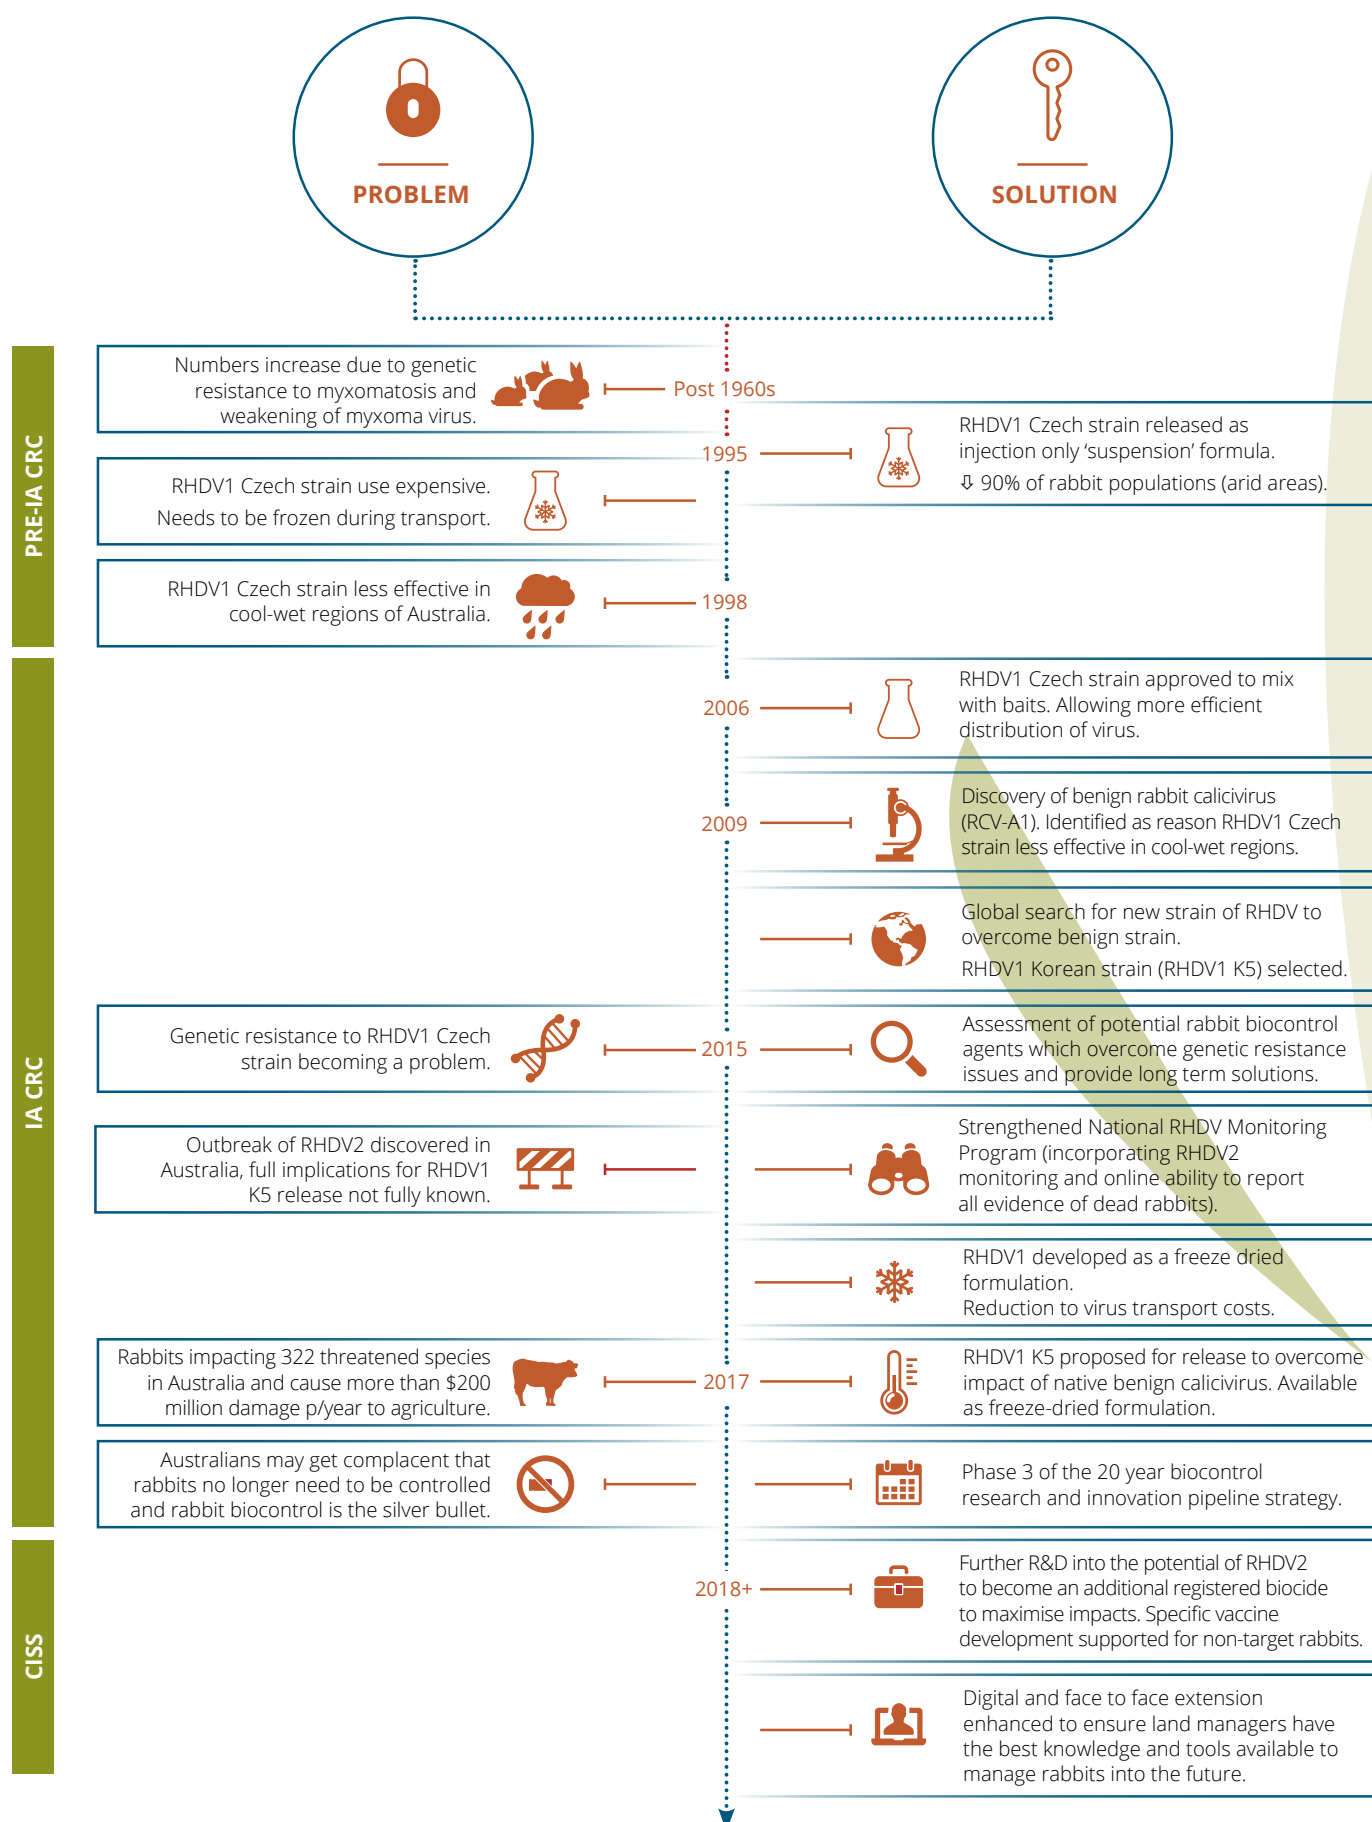 PROBLEM
SOLUTION
PRE-IA CRC
Numbers increase due to genetic
resistance to myxomatosis and
weakening of myxoma virus.
Post 1960s
1995
RHDV1 Czech strain released as
injection only ‘suspension’ formula.
⇩ 90% of rabbit populations (arid areas).
RHDV1 Czech strain use expensive.
Needs to be frozen during transport.
RHDV1 Czech strain less effective in
cool-wet regions of Australia.
1998
IA CRC
2006
RHDV1 Czech strain approved to mix
with baits. Allowing more efficient
distribution of virus.
2009
Discovery of benign rabbit calicivirus
(RCV-A1). Identified as reason RHDV1 Czech
strain less effective in cool-wet regions.
Global search for new strain of RHDV to
overcome benign strain.
RHDV1 Korean strain (RHDV1 K5) selected.
Genetic resistance to RHDV1 Czech
strain becoming a problem.
2015
Assessment of potential rabbit biocontrol
agents which overcome genetic resistance
issues and provide long term solutions.
Outbreak of RHDV2 discovered in
Australia, full implications for RHDV1
K5 release not fully known.
Strengthened National RHDV Monitoring
Program (incorporating RHDV2
monitoring and online ability to report
all evidence of dead rabbits).
RHDV1 developed as a freeze dried
formulation.
Reduction to virus transport costs.
Rabbits impacting 322 threatened species
in Australia and cause more than $200
million damage p/year to agriculture.
2017
RHDV1 K5 proposed for release to overcome
impact of native benign calicivirus. Available
as freeze-dried formulation.
Australians may get complacent that
rabbits no longer need to be controlled
and rabbit biocontrol is the silver bullet.
Phase 3 of the 20 year biocontrol
research and innovation pipeline strategy.
CISS
2018+
Further R&D into the potential of RHDV2
to become an additional registered biocide
to maximise impacts. Specific vaccine
development supported for non-target rabbits.
Digital and face to face extension
enhanced to ensure land managers have
the best knowledge and tools available to
manage rabbits into the future.